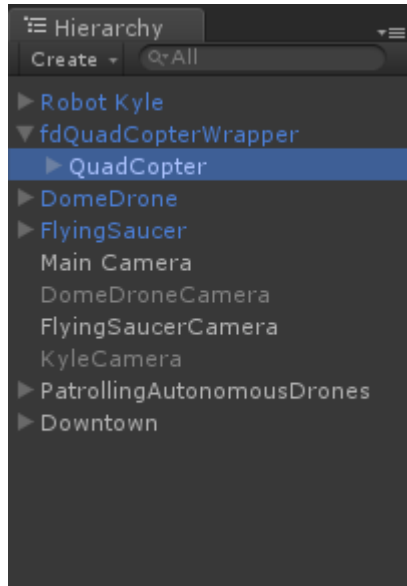 Hierarchy
Create All
Robot Kyle
fdQuadCopterWrapper
QuadCopter
DomeDrone
FlyingSaucer
Main Camera
DomeDroneCamera
FlyingSaucerCamera
KyleCamera
PatrollingAutonomousDrones
Downtown